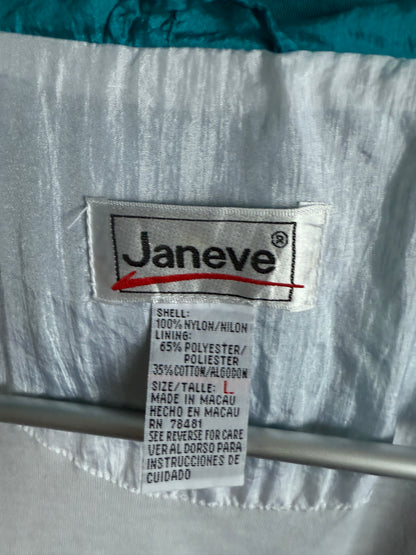 Janeve®
SHELL:
100% NYLON/NILON
LINING:
65% POLYESTER/
POLIESTER
35% COTTON/ALGODON
SIZE/TALLE: L
MADE IN MACAU
HECHO EN MACAU
RN 78481
SEE REVERSE FOR CARE
VER AL DORSO PARA
INSTRUCCIONES DE
CUIDADO